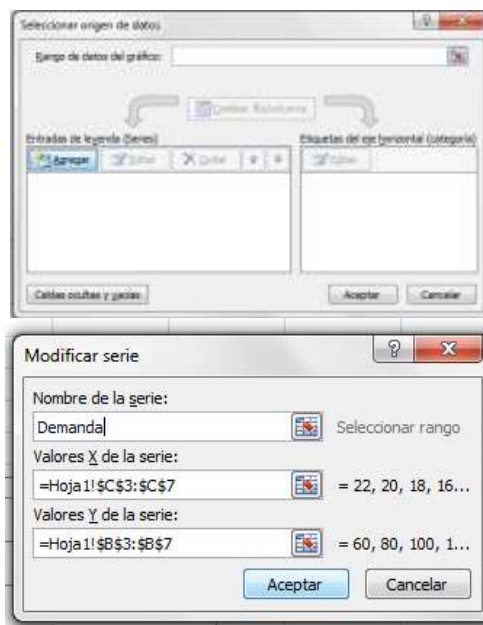 Seleccionar origen de datos
Rango de datos del gráfico:
Cambiar fila/columna
Entradas de leyenda (Series)
Etiquetas del eje horizontal (categoría)
Agregar Editar Quitar
Editar
Celdas ocultas y vacías
Aceptar Cancelar
Modificar serie
Nombre de la serie:
Demanda Seleccionar rango
Valores X de la serie:
=Hoja1!$C$3:$C$7 = 22, 20, 18, 16...
Valores Y de la serie:
=Hoja1!$B$3:$B$7 = 60, 80, 100, 1...
Aceptar Cancelar